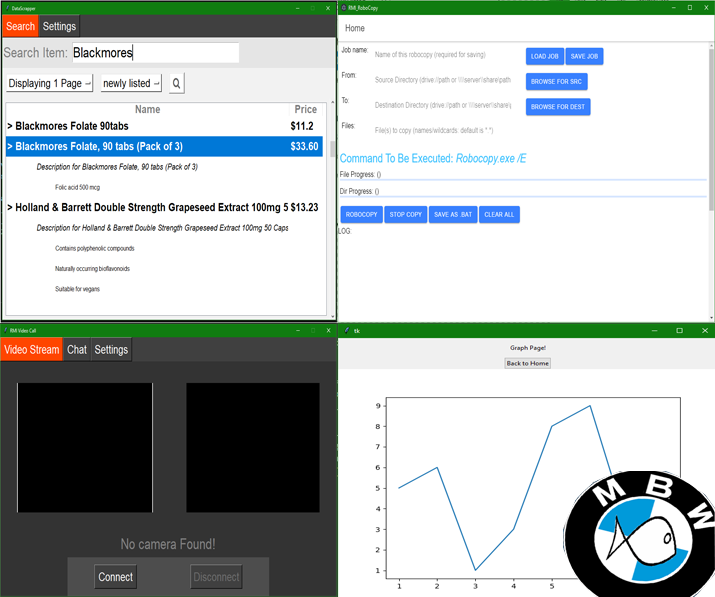 DataScrapper
Search Settings
Search Item: Blackmores
Displaying 1 Page newly listed
Name Price
> Blackmores Folate 90tabs $11.2
> Blackmores Folate, 90 tabs (Pack of 3) $33.60
Description for Blackmores Folate, 90 tabs (Pack of 3)
Folic acid 500 mcg
> Holland & Barrett Double Strength Grapeseed Extract 100mg 5 $13.23
Description for Holland & Barrett Double Strength Grapeseed Extract 100mg 50 Caps
Contains polyphenolic compounds
Naturally occurring bioflavonoids
Suitable for vegans
RMI_RoboCopy
Home
Job name: Name of this robocopy (required for saving) LOAD JOB SAVE JOB
From: Source Directory (drive:/path or \\\\server\share\path BROWSE FOR SRC
To: Destination Directory (drive:/path or \\\\server\share\p BROWSE FOR DEST
Files: File(s) to copy (names/wildcards: default is "*.*")
Command To Be Executed: Robocopy.exe /E
File Progress: ()
Dir Progress: ()
ROBOCOPY STOP COPY SAVE AS .BAT CLEAR ALL
LOG:
RMI Video Call
Video Stream Chat Settings
No camera Found!
Connect Disconnect
tk
Graph Page!
Back to Home
9
8
7
6
5
4
3
2
1
1 2 3 4 5
MBW